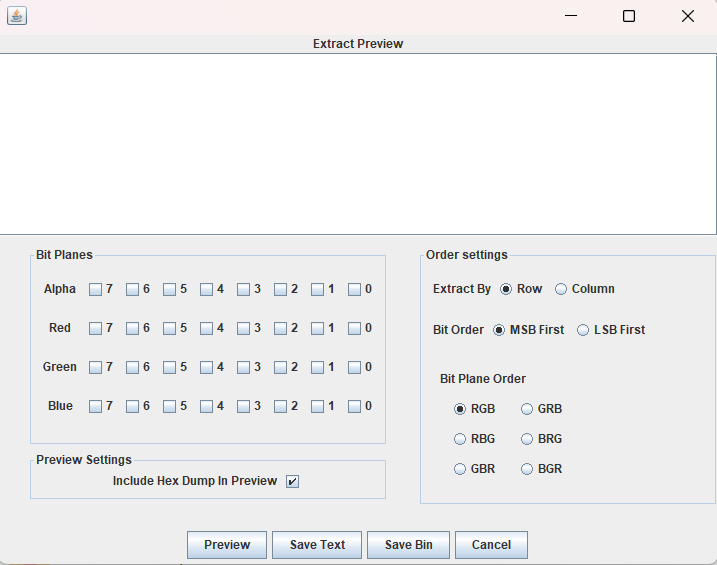 Extract Preview
Bit Planes
Alpha 7 6 5 4 3 2 1 0
Red 7 6 5 4 3 2 1 0
Green 7 6 5 4 3 2 1 0
Blue 7 6 5 4 3 2 1 0
Preview Settings
Include Hex Dump In Preview
Order settings
Extract By Row Column
Bit Order MSB First LSB First
Bit Plane Order
RGB GRB
RBG BRG
GBR BGR
Preview Save Text Save Bin Cancel